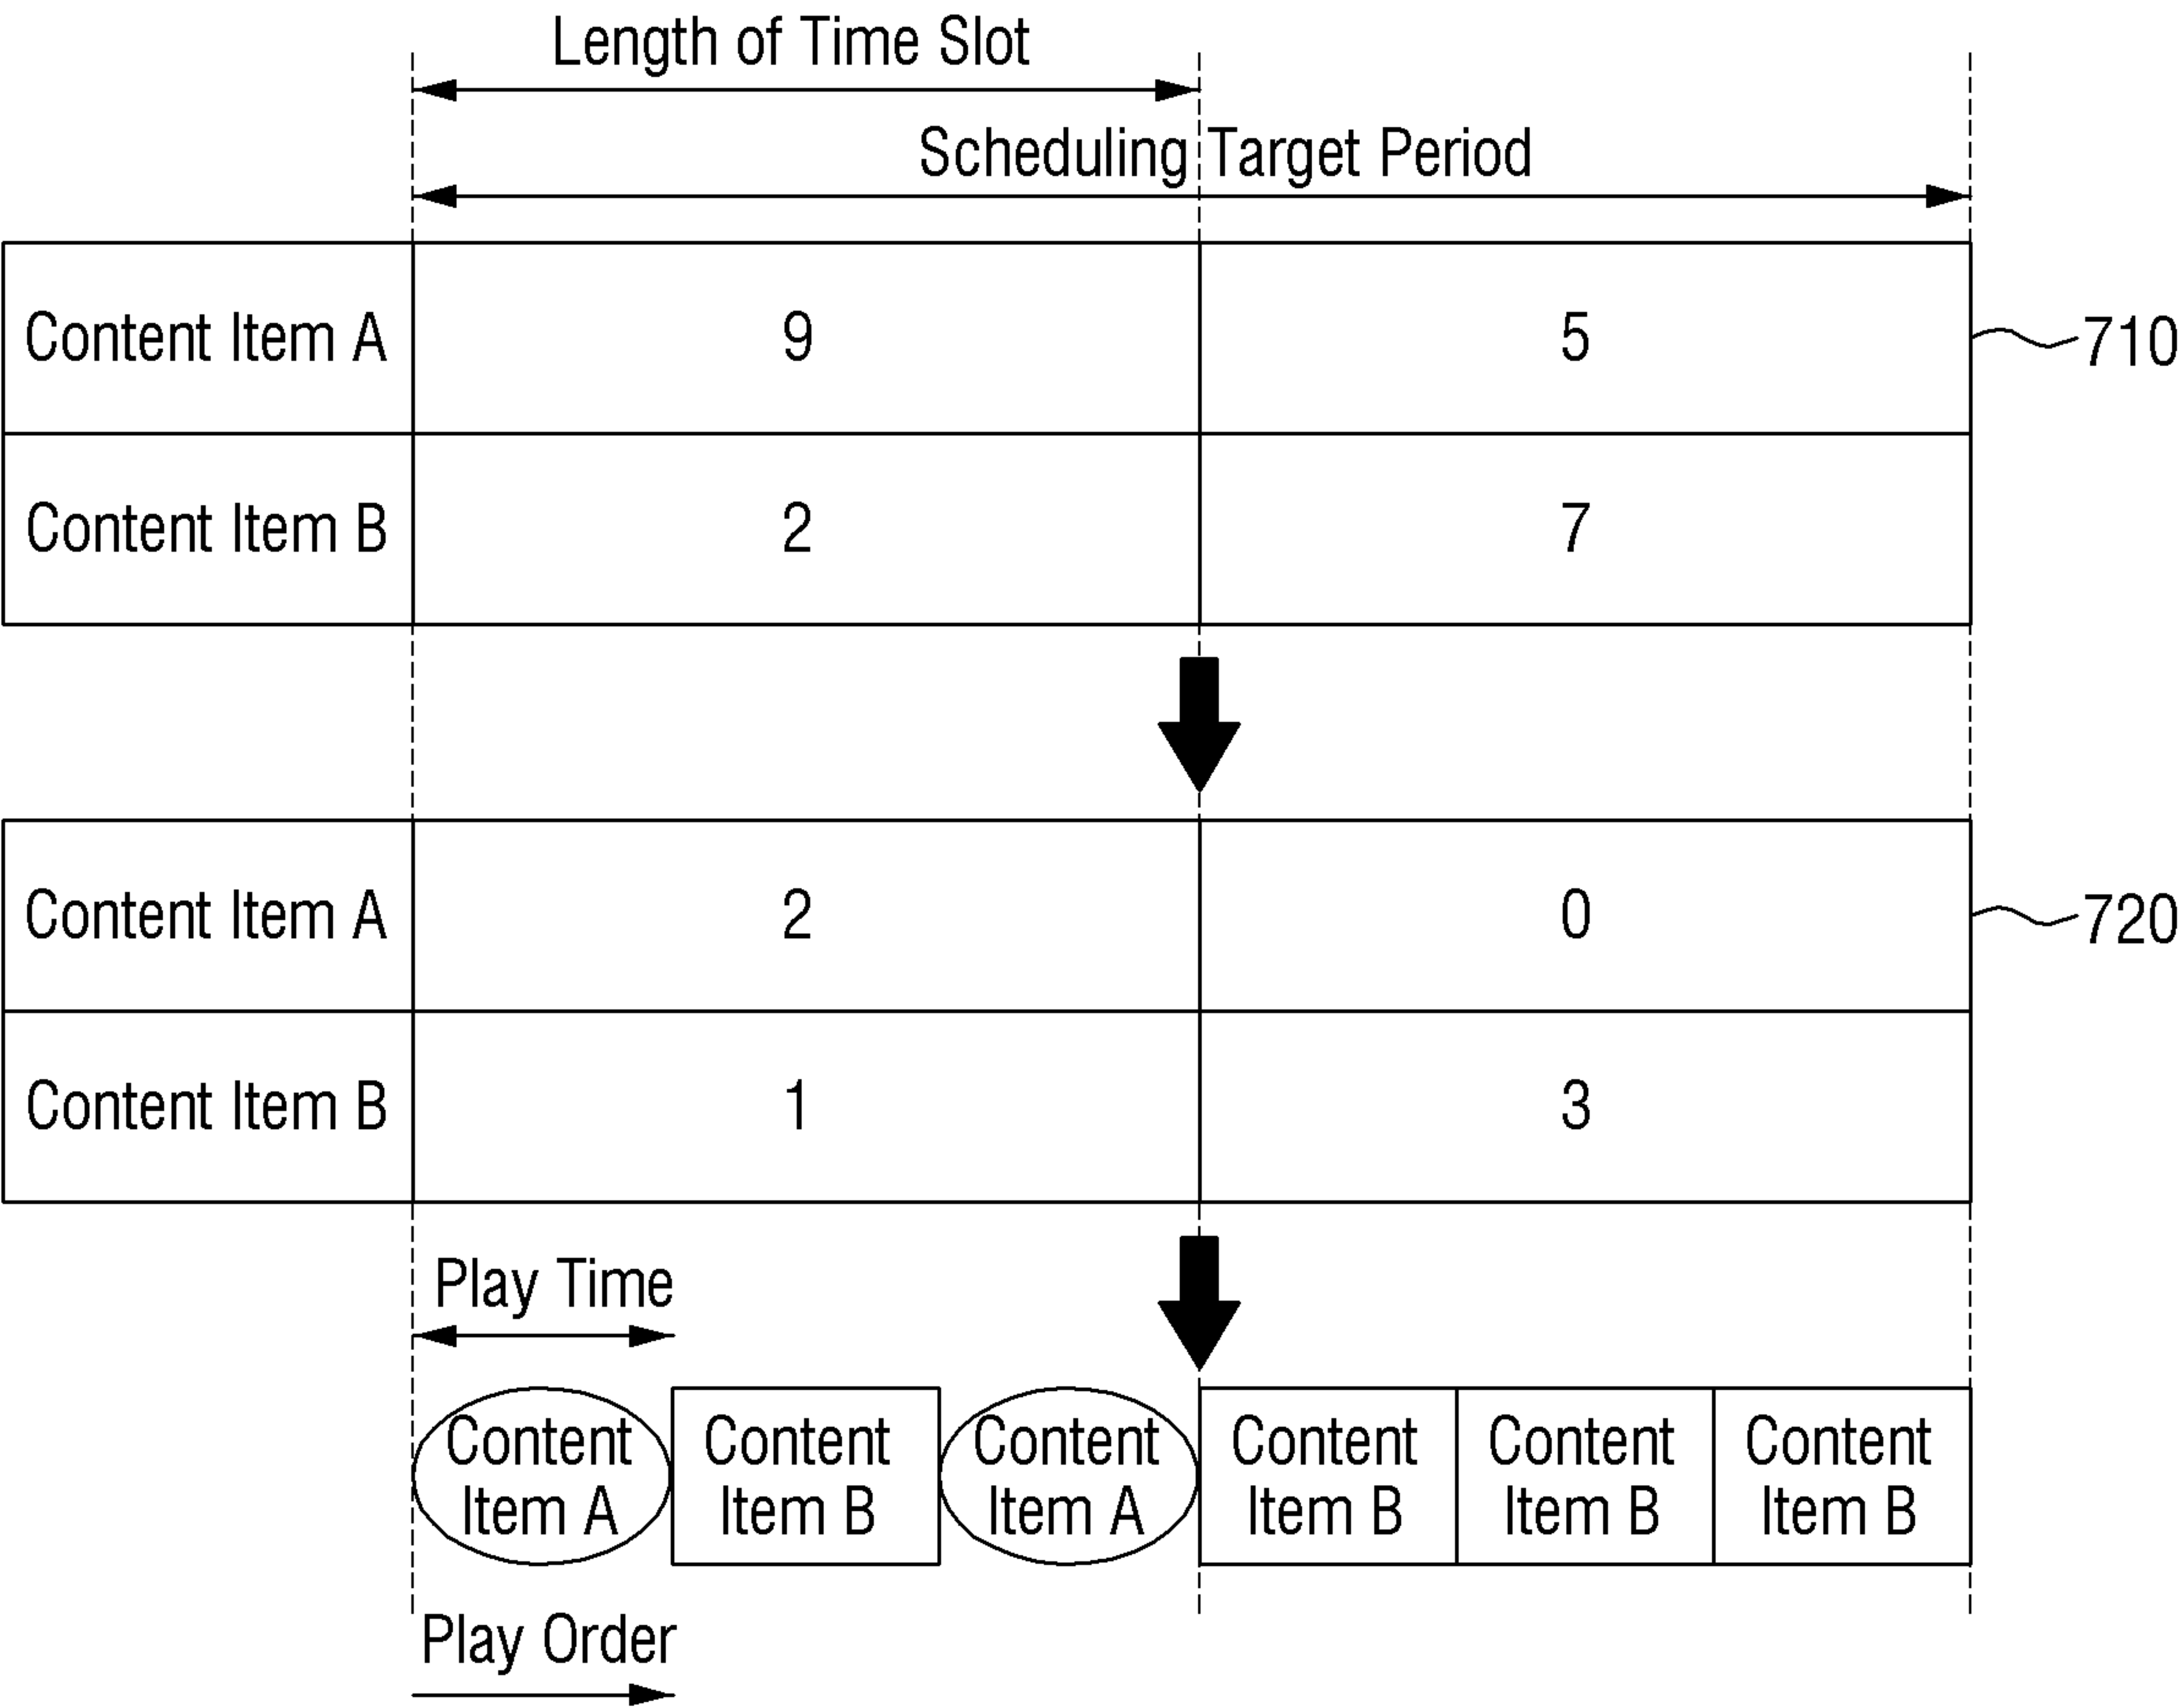 Length of Time Slot
Scheduling Target Period
Content Item A 9 5 710
Content Item B 2 7
Content Item A 2 0 720
Content Item B 1 3
Play Time
Content Content Content Content Content Content
Item A Item B Item A Item B Item B Item B
Play Order